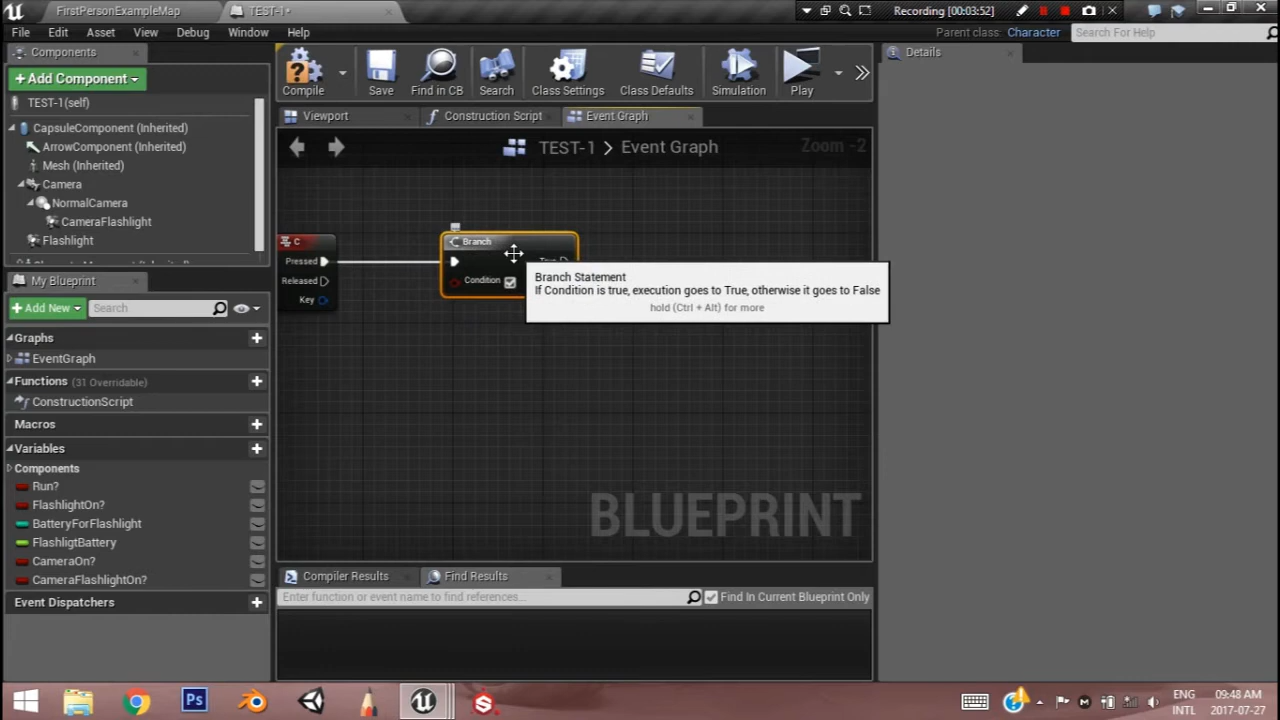 FirstPersonExampleMap
TEST-1*
Recording [00:03:52]
File Edit Asset View Debug Window Help
Parent class: Character
Search For Help
Components
+Add Component
TEST-1(self)
CapsuleComponent (Inherited)
ArrowComponent (Inherited)
Mesh (Inherited)
Camera
NormalCamera
CameraFlashlight
Flashlight
My Blueprint
+Add New
Search
Graphs
EventGraph
Functions (31 Overridable)
ConstructionScript
Macros
Variables
Components
Run?
FlashlightOn?
BatteryForFlashlight
FlashligtBattery
CameraOn?
CameraFlashlightOn?
Event Dispatchers
Compile
Save
Find in CB
Search
Class Settings
Class Defaults
Simulation
Play
Viewport
Construction Script
Event Graph
TEST-1 > Event Graph
Zoom -2
C
Pressed
Released
Key
Branch
True
Condition
Branch Statement
If Condition is true, execution goes to True, otherwise it goes to False
hold (Ctrl + Alt) for more
BLUEPRINT
Compiler Results
Find Results
Enter function or event name to find references...
Find In Current Blueprint Only
Details
Ps
ENG
INTL
09:48 AM
2017-07-27